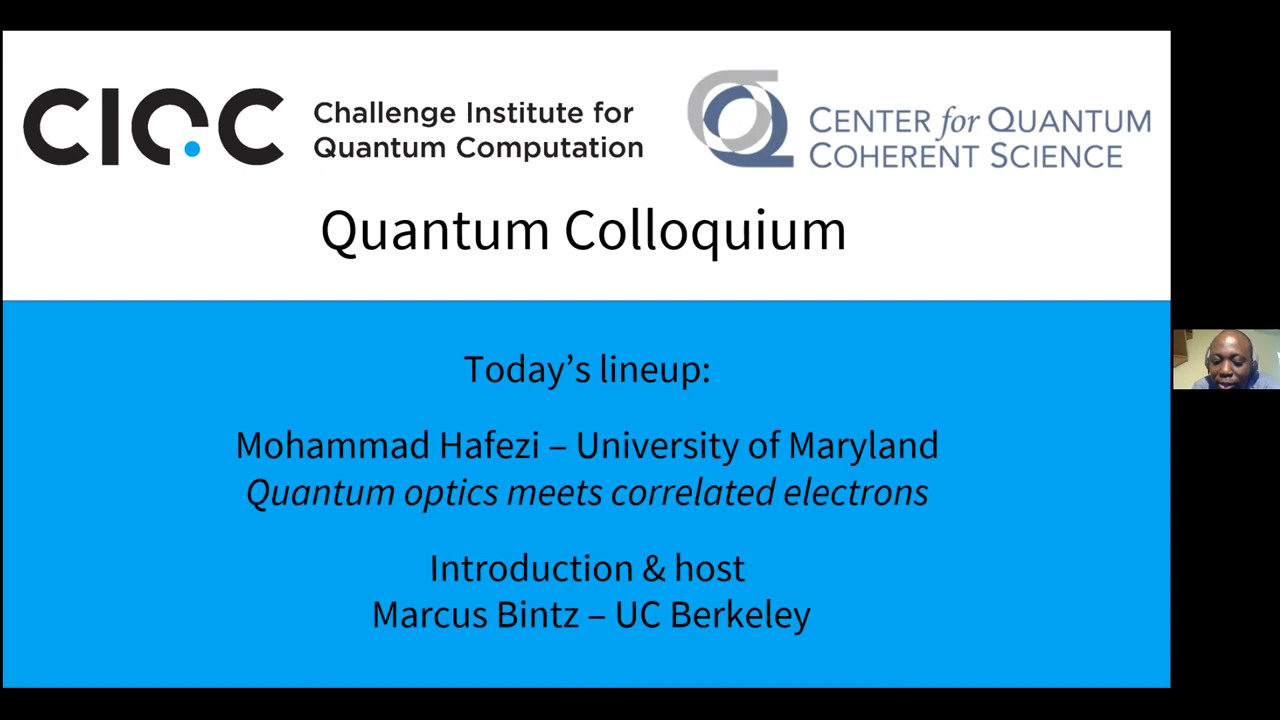 CIQC
Challenge Institute for
Quantum Computation
CENTER for QUANTUM
COHERENT SCIENCE
Quantum Colloquium
Today’s lineup:
Mohammad Hafezi – University of Maryland
Quantum optics meets correlated electrons
Introduction & host
Marcus Bintz – UC Berkeley